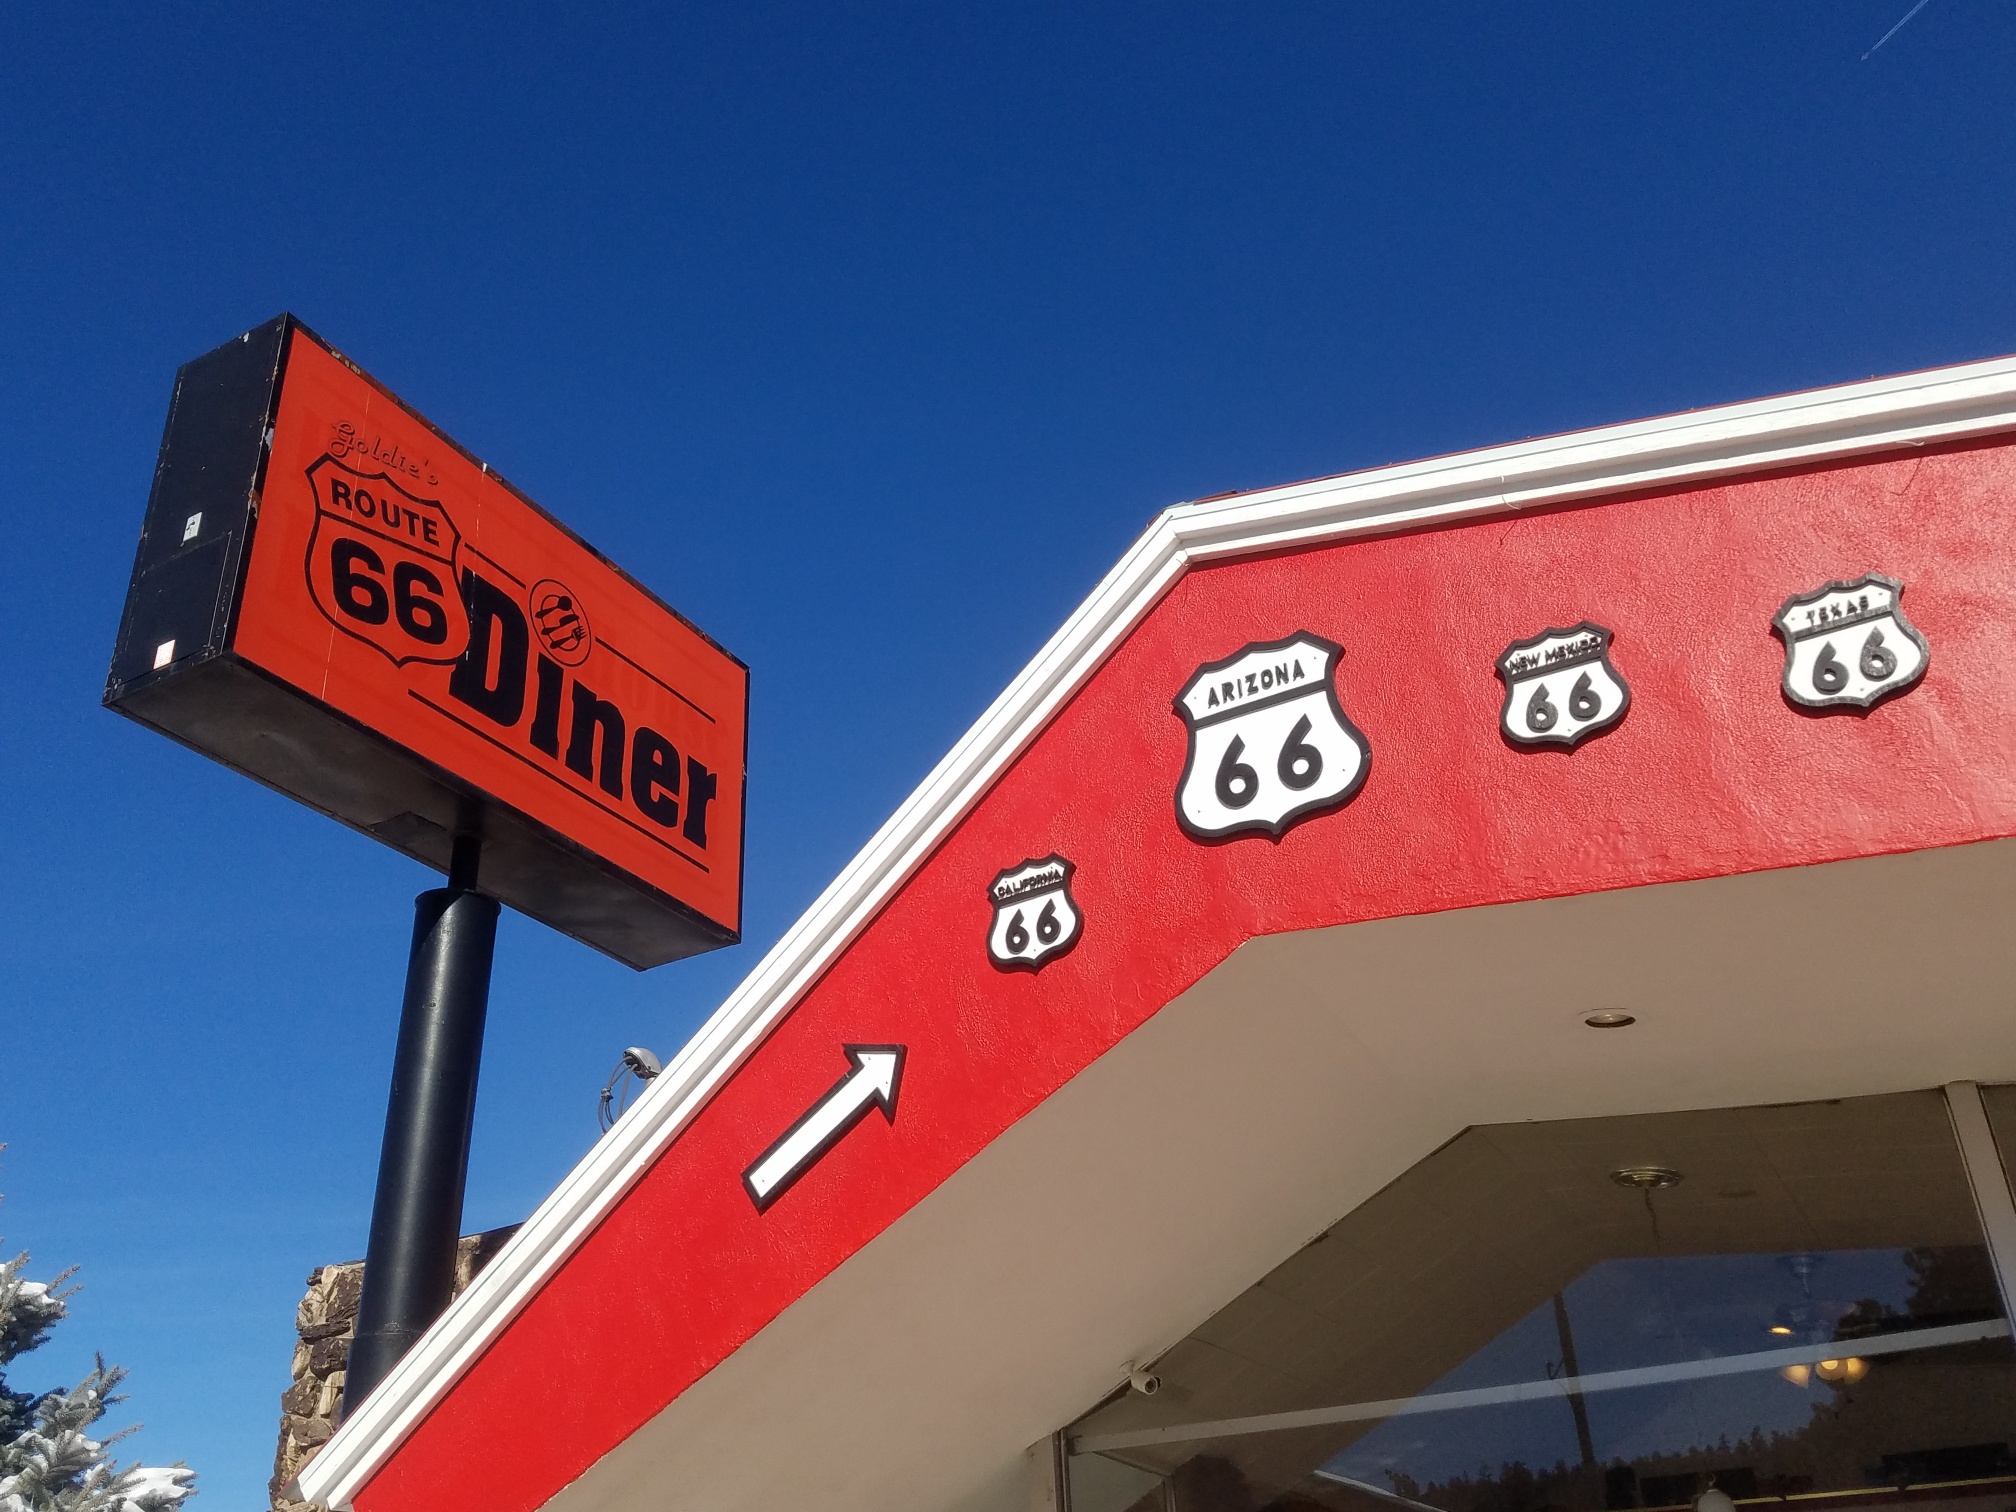 Goldie's
ROUTE
66
Diner
CALIFORNIA
66
ARIZONA
66
NEW MEXICO
66
TEXAS
66